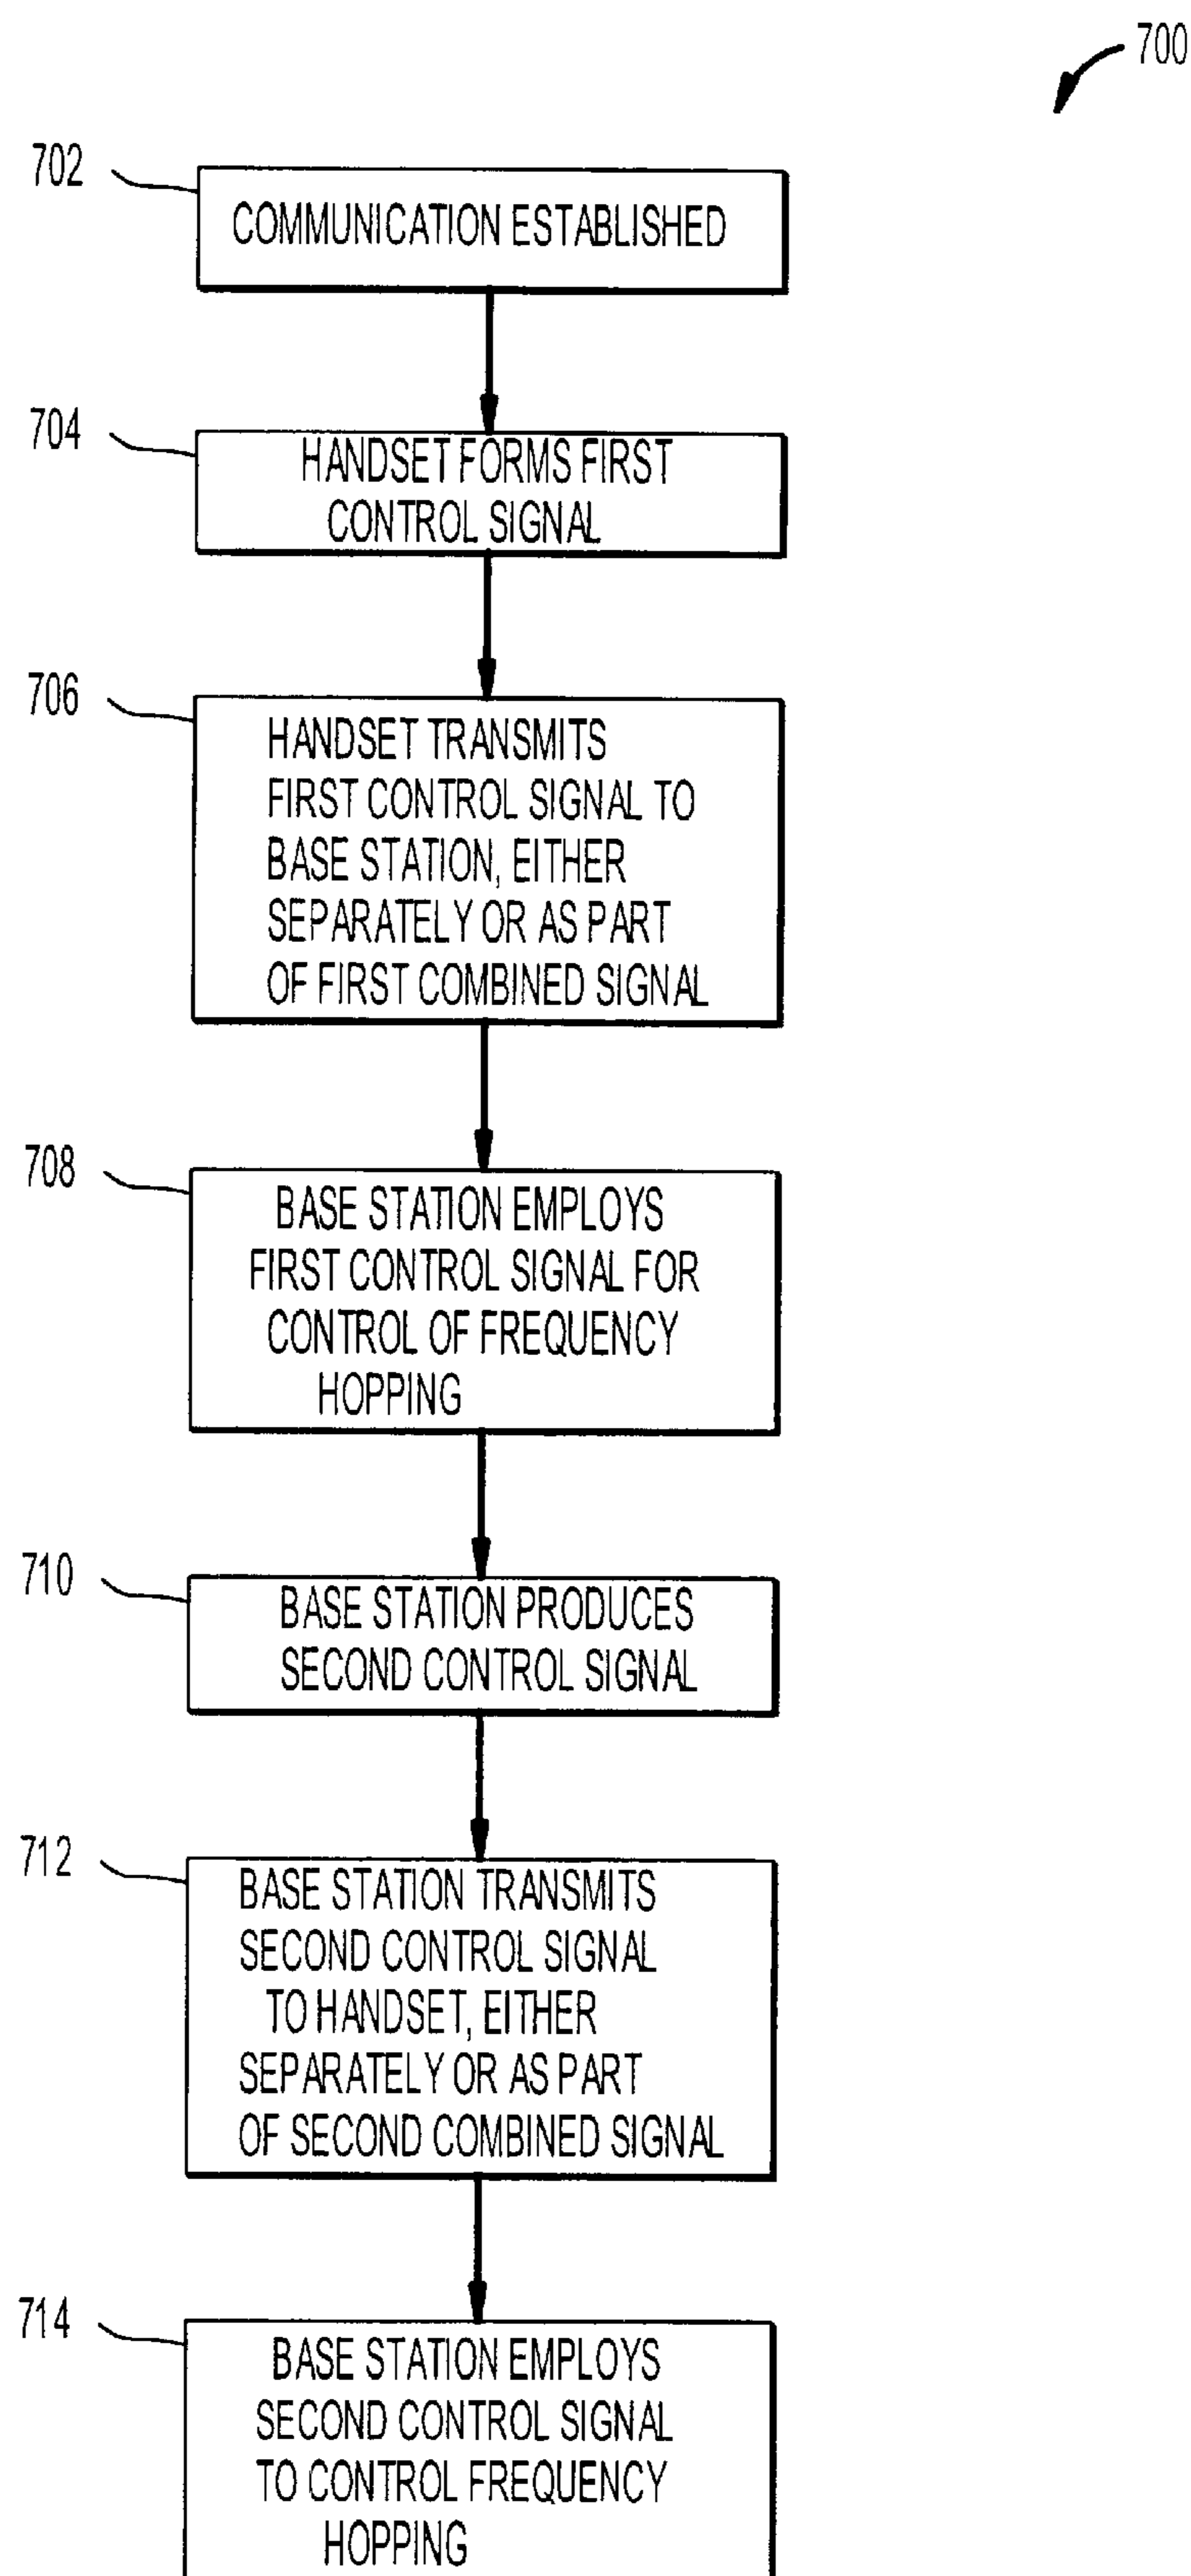 700
702
COMMUNICATION ESTABLISHED
704
HANDSET FORMS FIRST
CONTROL SIGNAL
706
HANDSET TRANSMITS
FIRST CONTROL SIGNAL TO
BASE STATION, EITHER
SEPARATELY OR AS PART
OF FIRST COMBINED SIGNAL
708
BASE STATION EMPLOYS
FIRST CONTROL SIGNAL FOR
CONTROL OF FREQUENCY
HOPPING
710
BASE STATION PRODUCES
SECOND CONTROL SIGNAL
712
BASE STATION TRANSMITS
SECOND CONTROL SIGNAL
TO HANDSET, EITHER
SEPARATELY OR AS PART
OF SECOND COMBINED SIGNAL
714
BASE STATION EMPLOYS
SECOND CONTROL SIGNAL
TO CONTROL FREQUENCY
HOPPING